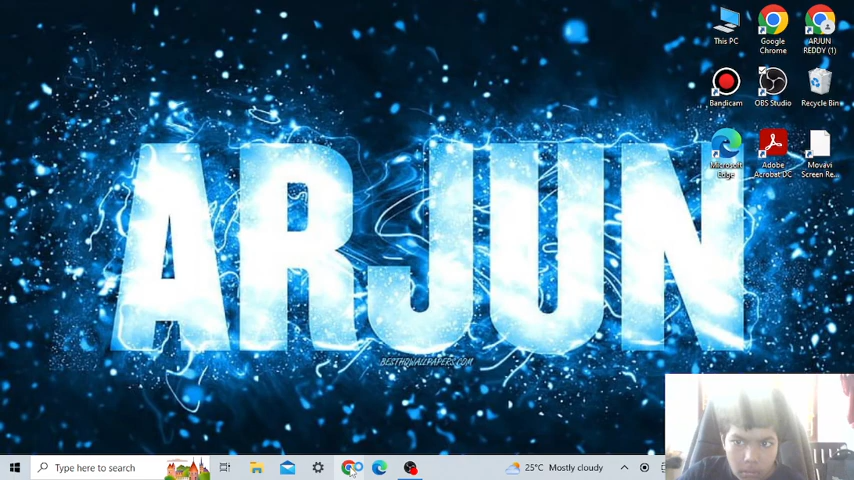 This PC
Google Chrome
ARJUN REDDY (1)
Bandicam
OBS Studio
Recycle Bin
Microsoft Edge
Adobe Acrobat DC
Movavi Screen Re...
ARJUN
BESTHDWALLPAPERS.COM
Type here to search
25°C Mostly cloudy